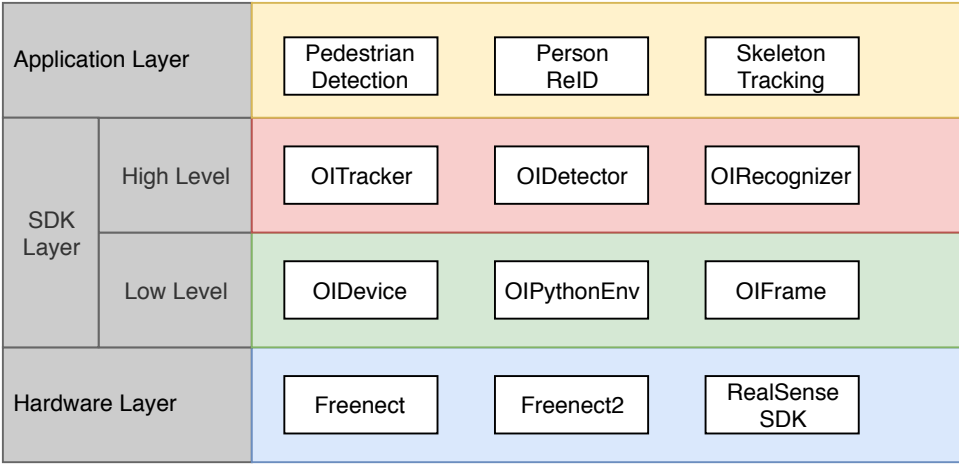 Application Layer
Pedestrian
Detection
Person
ReID
Skeleton
Tracking
SDK
Layer
High Level
OITracker
OIDetector
OIRecognizer
Low Level
OIDevice
OIPythonEnv
OIFrame
Hardware Layer
Freenect
Freenect2
RealSense
SDK